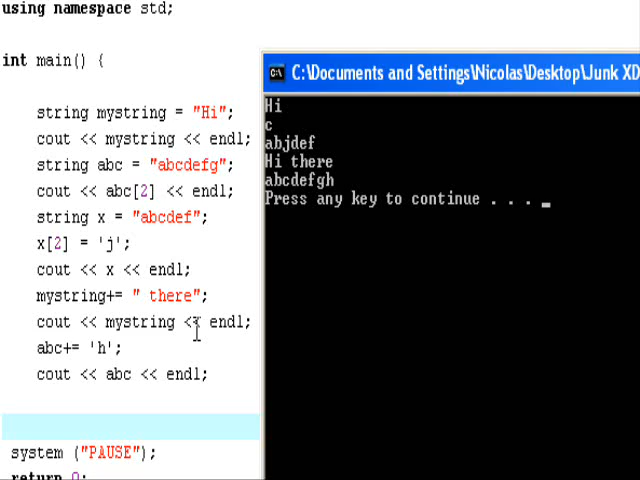 using namespace std;
int main() {
string mystring = "Hi";
cout << mystring << endl;
string abc = "abcdefg";
cout << abc[2] << endl;
string x = "abcdef";
x[2] = 'j';
cout << x << endl;
mystring+= " there";
cout << mystring << endl;
abc+= 'h';
cout << abc << endl;
system ("PAUSE");
return 0;
C:\Documents and Settings\Nicolas\Desktop\Junk XD
Hi
c
abjdef
Hi there
abcdefgh
Press any key to continue . . . _